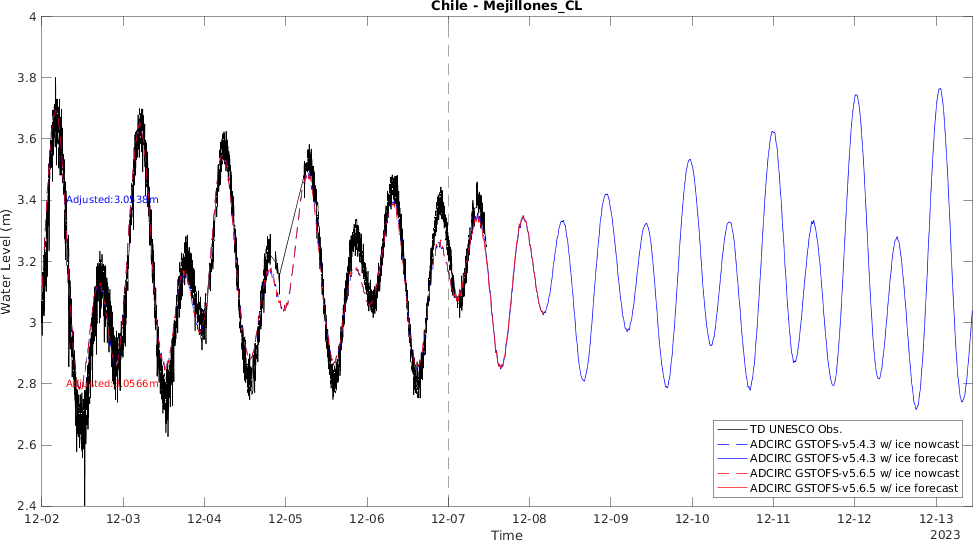 Chile - Mejillones_CL
4
3.8
3.6
3.4
3.2
3
2.8
2.6
2.4
Water Level (m)
Adjusted:3.0538m
Adjusted:3.0566m
TD UNESCO Obs.
ADCIRC GSTOFS-v5.4.3 w/ ice nowcast
ADCIRC GSTOFS-v5.4.3 w/ ice forecast
ADCIRC GSTOFS-v5.6.5 w/ ice nowcast
ADCIRC GSTOFS-v5.6.5 w/ ice forecast
12-02 12-03 12-04 12-05 12-06 12-07 12-08 12-09 12-10 12-11 12-12 12-13
Time
2023